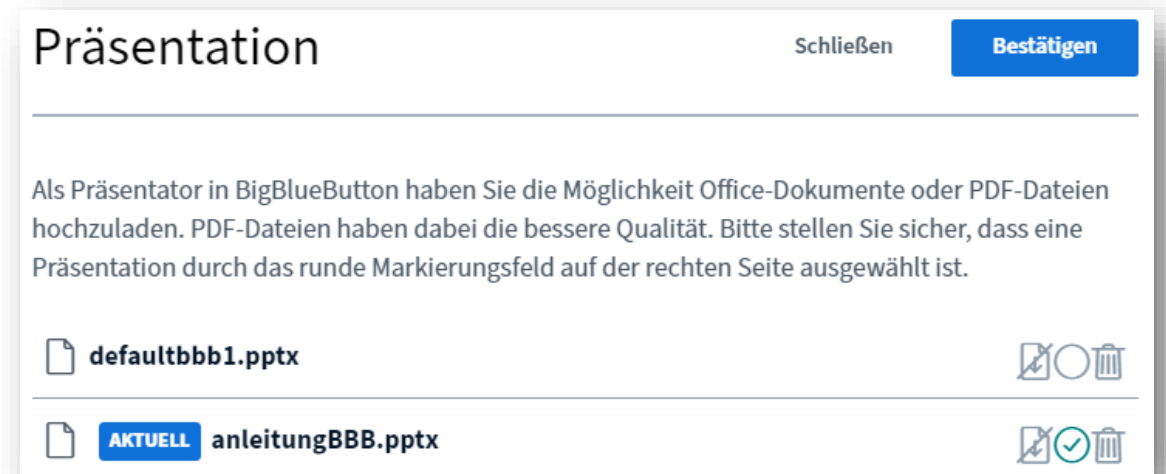 Präsentation
Schließen
Bestätigen
Als Präsentator in BigBlueButton haben Sie die Möglichkeit Office-Dokumente oder PDF-Dateien
hochzuladen. PDF-Dateien haben dabei die bessere Qualität. Bitte stellen Sie sicher, dass eine
Präsentation durch das runde Markierungsfeld auf der rechten Seite ausgewählt ist.
defaultbbb1.pptx
AKTUELL anleitungBBB.pptx